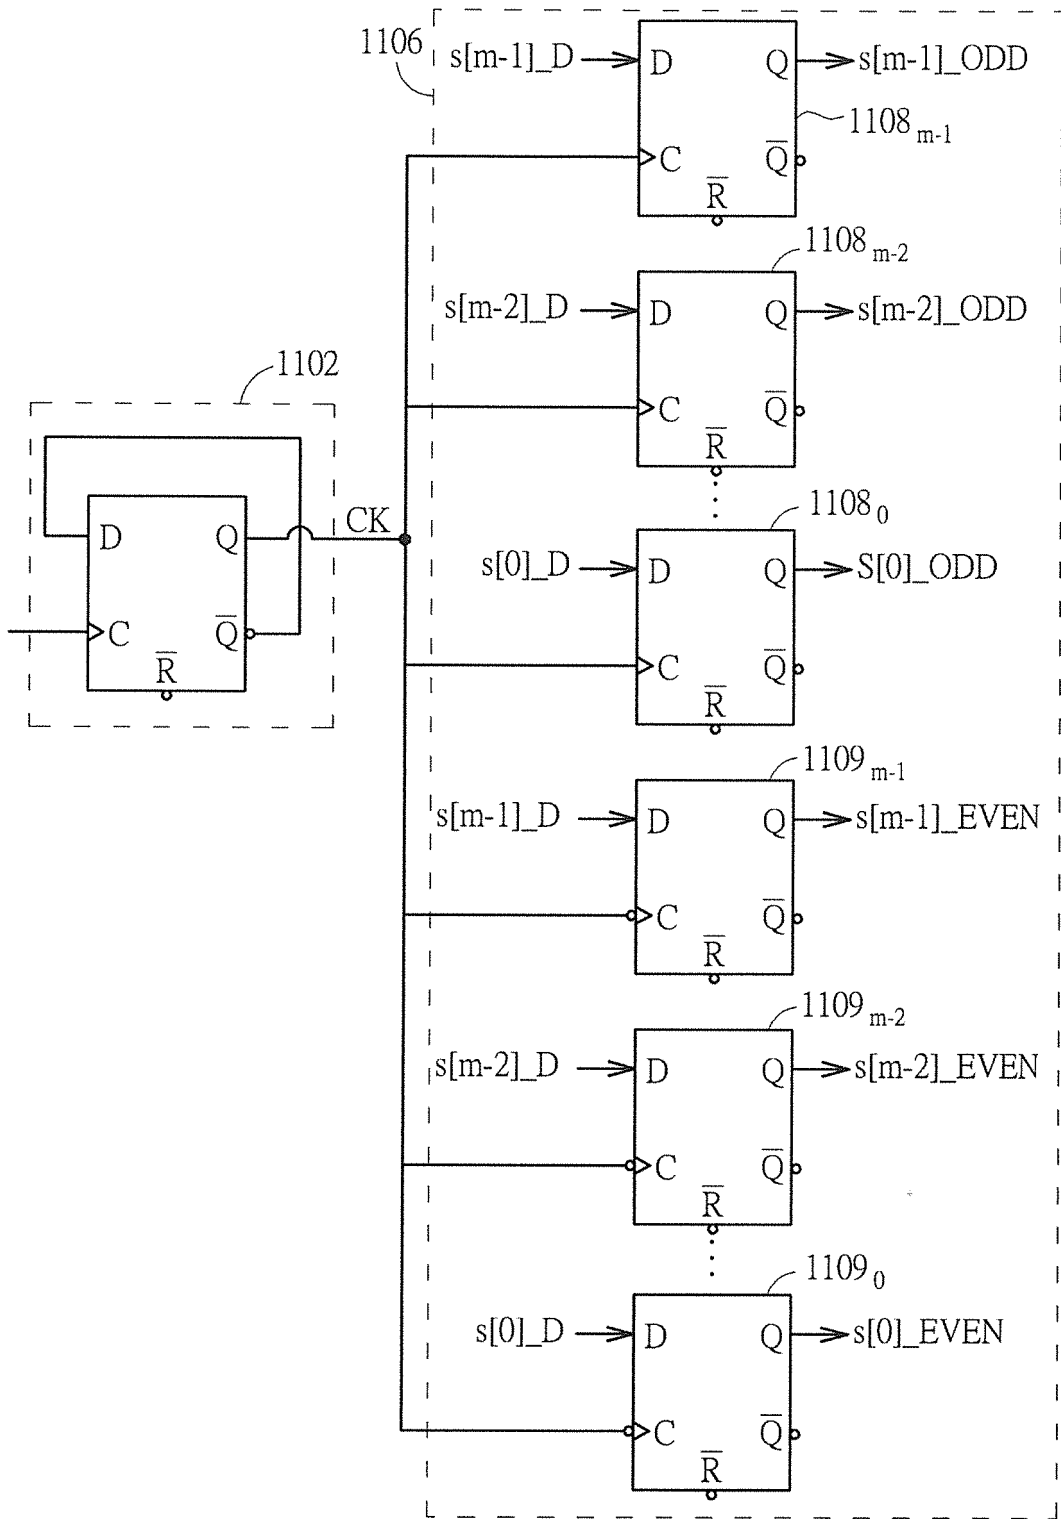 1106
s[m-1]_D
D
Q
s[m-1]_ODD
1108 m-1
C
Q̅
R̅
1108 m-2
s[m-2]_D
D
Q
s[m-2]_ODD
C
Q̅
R̅
1102
D
Q
C
Q̅
R̅
CK
1108 0
s[0]_D
D
Q
S[0]_ODD
C
Q̅
R̅
1109 m-1
s[m-1]_D
D
Q
s[m-1]_EVEN
C
Q̅
R̅
1109 m-2
s[m-2]_D
D
Q
s[m-2]_EVEN
C
Q̅
R̅
1109 0
s[0]_D
D
Q
s[0]_EVEN
C
Q̅
R̅